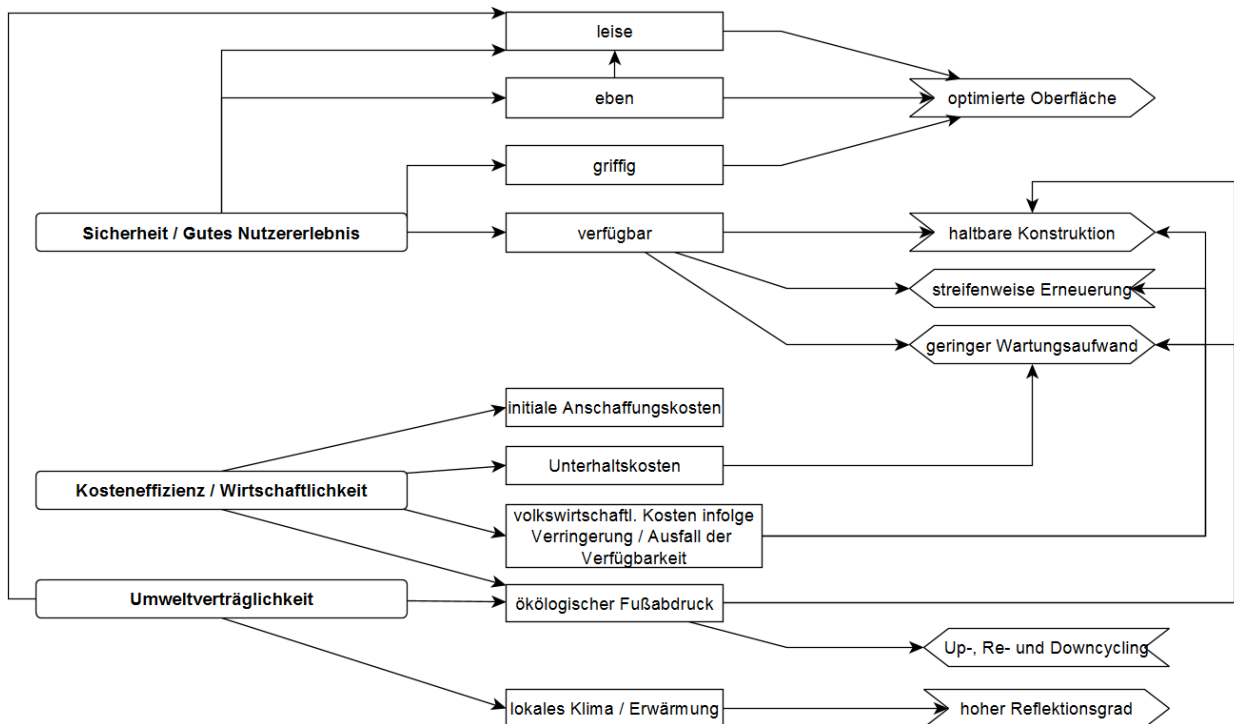 leise
eben
optimierte Oberfläche
griffig
Sicherheit / Gutes Nutzererlebnis
verfügbar
haltbare Konstruktion
streifenweise Erneuerung
geringer Wartungsaufwand
initiale Anschaffungskosten
Unterhaltskosten
Kosteneffizienz / Wirtschaftlichkeit
volkswirtschaftl. Kosten infolge
Verringerung / Ausfall der
Verfügbarkeit
Umweltverträglichkeit
ökölogischer Fußabdruck
Up-, Re- und Downcycling
lokales Klima / Erwärmung
hoher Reflektionsgrad